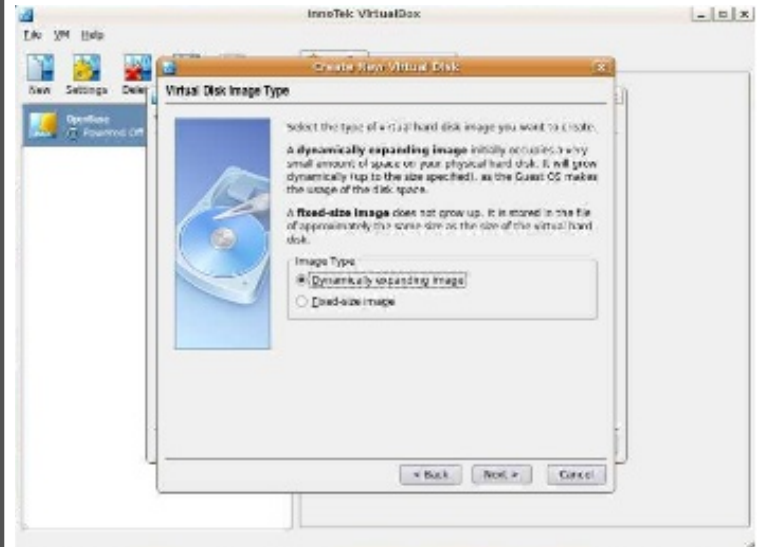 InnoTek VirtualBox
File VM Help
New Settings Delete
Create New Virtual Disk
Virtual Disk Image Type
Powered Off
Select the type of virtual hard disk image you want to create.
A dynamically expanding image initially occupies a very
small amount of space on your physical hard disk. It will grow
dynamically (up to the size specified), as the Guest OS makes
the usage of the disk space.
A fixed-size image does not grow up. It is stored in the file
of approximately the same size as the size of the virtual hard
disk.
Image Type
Dynamically expanding image
Fixed-size image
< Back
Next >
Cancel